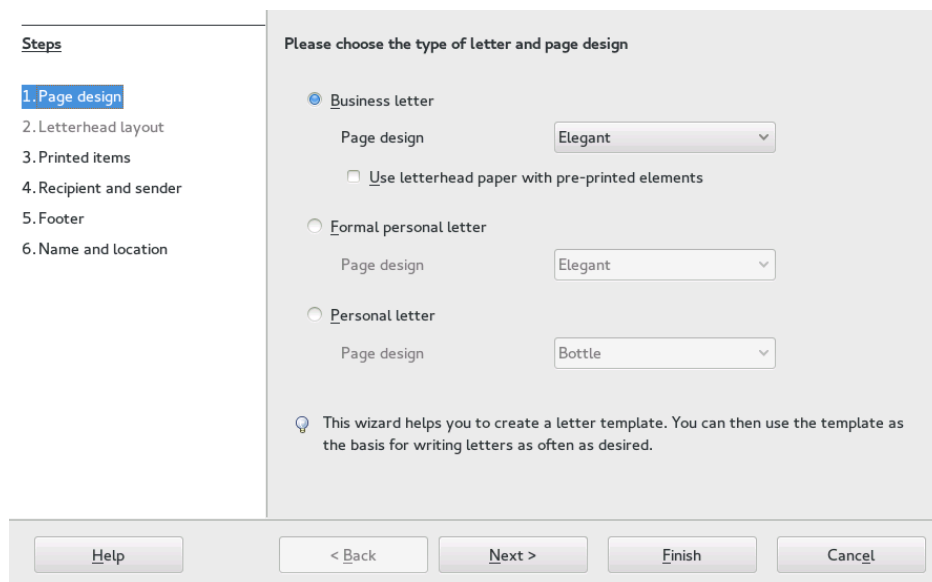 Steps
1. Page design
2. Letterhead layout
3. Printed items
4. Recipient and sender
5. Footer
6. Name and location
Please choose the type of letter and page design
Business letter
Page design Elegant
Use letterhead paper with pre-printed elements
Formal personal letter
Page design Elegant
Personal letter
Page design Bottle
This wizard helps you to create a letter template. You can then use the template as
the basis for writing letters as often as desired.
Help < Back Next > Finish Cancel